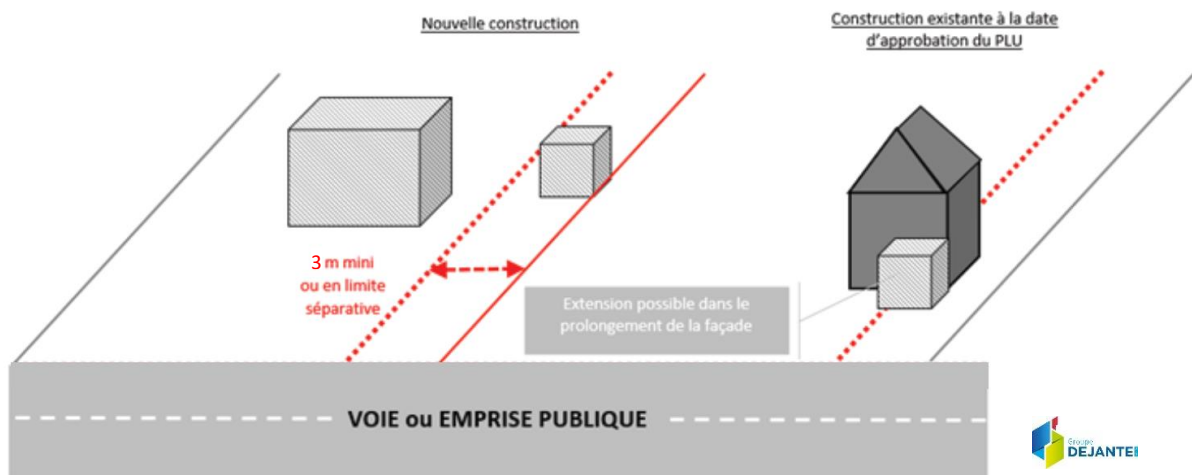 Nouvelle construction
Construction existante à la date
d'approbation du PLU
3 m mini
ou en limite
séparative
Extension possible dans le
prolongement de la façade
VOIE ou EMPRISE PUBLIQUE
Groupe
DEJANTE